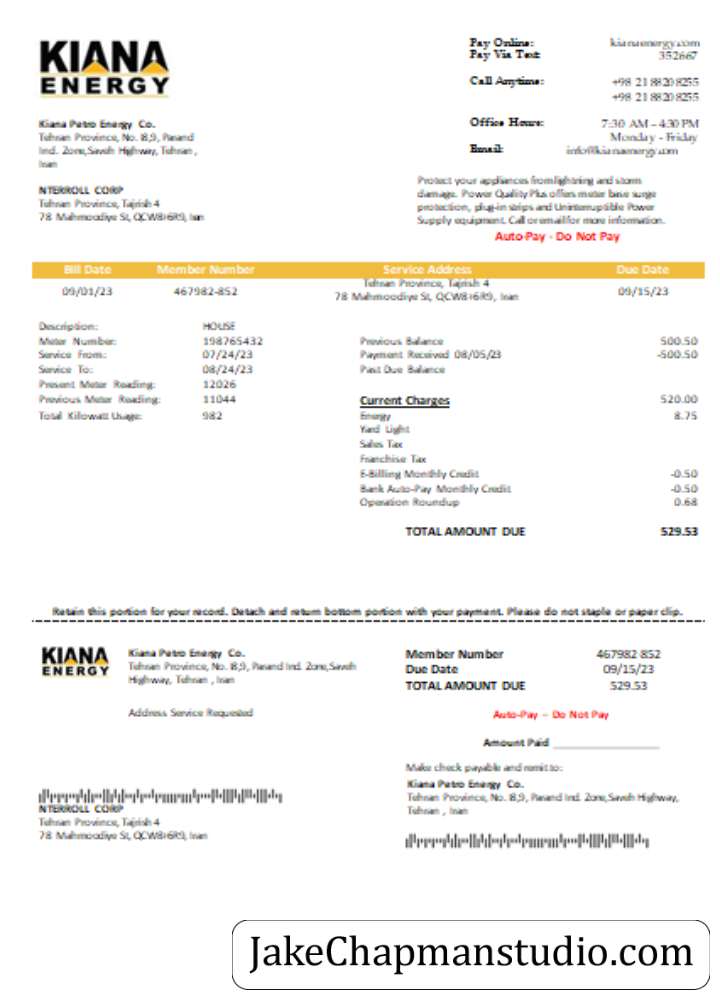 KIANA
ENERGY
Pay Online: kianaenergy.com
Pay Via Text: 352667
Call Anytime: +98 21 8820 8255
+98 21 8820 8255
Office Hours: 7:30 AM – 4:30 PM
Monday - Friday
Email: info@kianaenergy.com
Kiana Petro Energy Co.
Tehran Province, No. 8,9, Parand
Ind. Zone,Saveh Highway, Tehran ,
Iran
NTERROLL CORP
Tehran Province, Tajrish 4
78 Mahmoodiye St, QCW8+6R9, Iran
Protect your appliances from lightning and storm
damage. Power Quality Plus offers meter base surge
protection, plug-in strips and Uninterruptible Power
Supply equipment. Call or email for more information.
Auto-Pay - Do Not Pay
Bill Date Member Number Service Address Due Date
09/01/23 467982-852 Tehran Province, Tajrish 4 09/15/23
78 Mahmoodiye St, QCW8+6R9, Iran
Description: HOUSE
Meter Number: 198765432
Service From: 07/24/23
Service To: 08/24/23
Present Meter Reading: 12026
Previous Meter Reading: 11044
Total Killowatt Usage: 982
Previous Balance 500.50
Payment Received 08/05/23 -500.50
Past Due Balance
Current Charges 520.00
Energy 8.75
Yard Light
Sales Tax
Franchise Tax
E-Billing Monthly Credit -0.50
Bank Auto-Pay Monthly Credit -0.50
Operation Roundup 0.68
TOTAL AMOUNT DUE 529.53
Retain this portion for your record. Detach and return bottom portion with your payment. Please do not staple or paper clip.
KIANA
ENERGY
Kiana Petro Energy Co.
Tehran Province, No. 8,9, Parand Ind. Zone,Saveh
Highway, Tehran , Iran
Address Service Requested
Member Number 467982 852
Due Date 09/15/23
TOTAL AMOUNT DUE 529.53
Auto-Pay – Do Not Pay
Amount Paid
Make check payable and remit to:
Kiana Petro Energy Co.
Tehran Province, No. 8,9, Parand Ind. Zone,Saveh Highway,
Tehran , Iran
NTERROLL CORP
Tehran Province, Tajrish 4
78 Mahmoodiye St, QCW8+6R9, Iran
JakeChapmanstudio.com